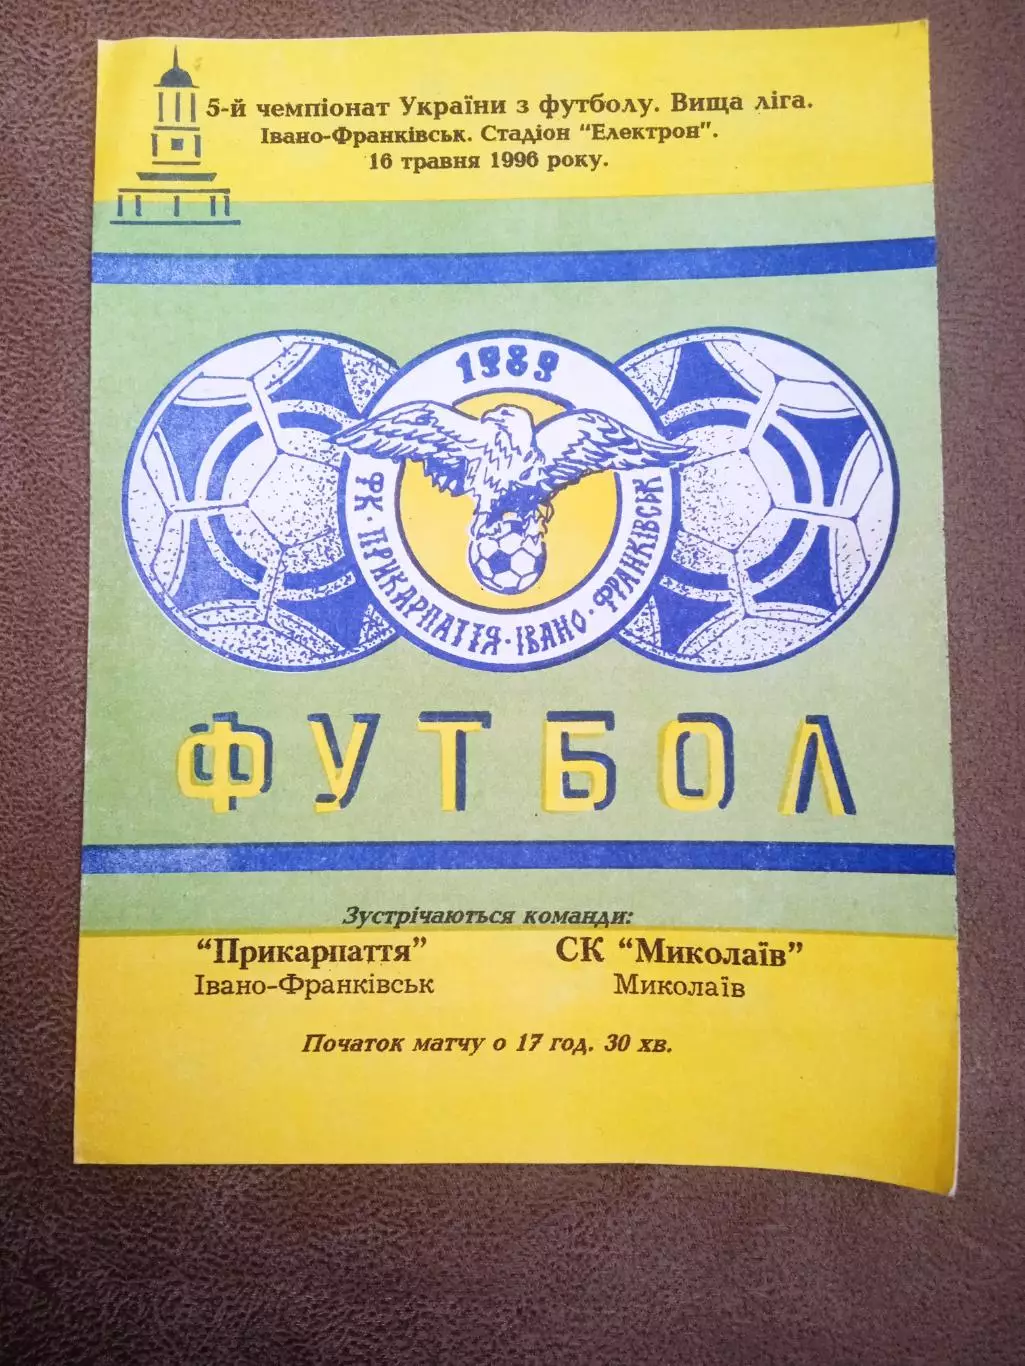 5-й чемпіонат України з футболу. Вища ліга.
Івано-Франківськ. Стадіон "Електрон".
16 травня 1996 року.
1989
ФК · ПРИКАРПАТТЯ · ІВАНО · ФРАНКІВСЬК
ФУТБОЛ
Зустрічаються команди:
"Прикарпаття" СК "Миколаїв"
Івано-Франківськ Миколаїв
Початок матчу о 17 год. 30 хв.